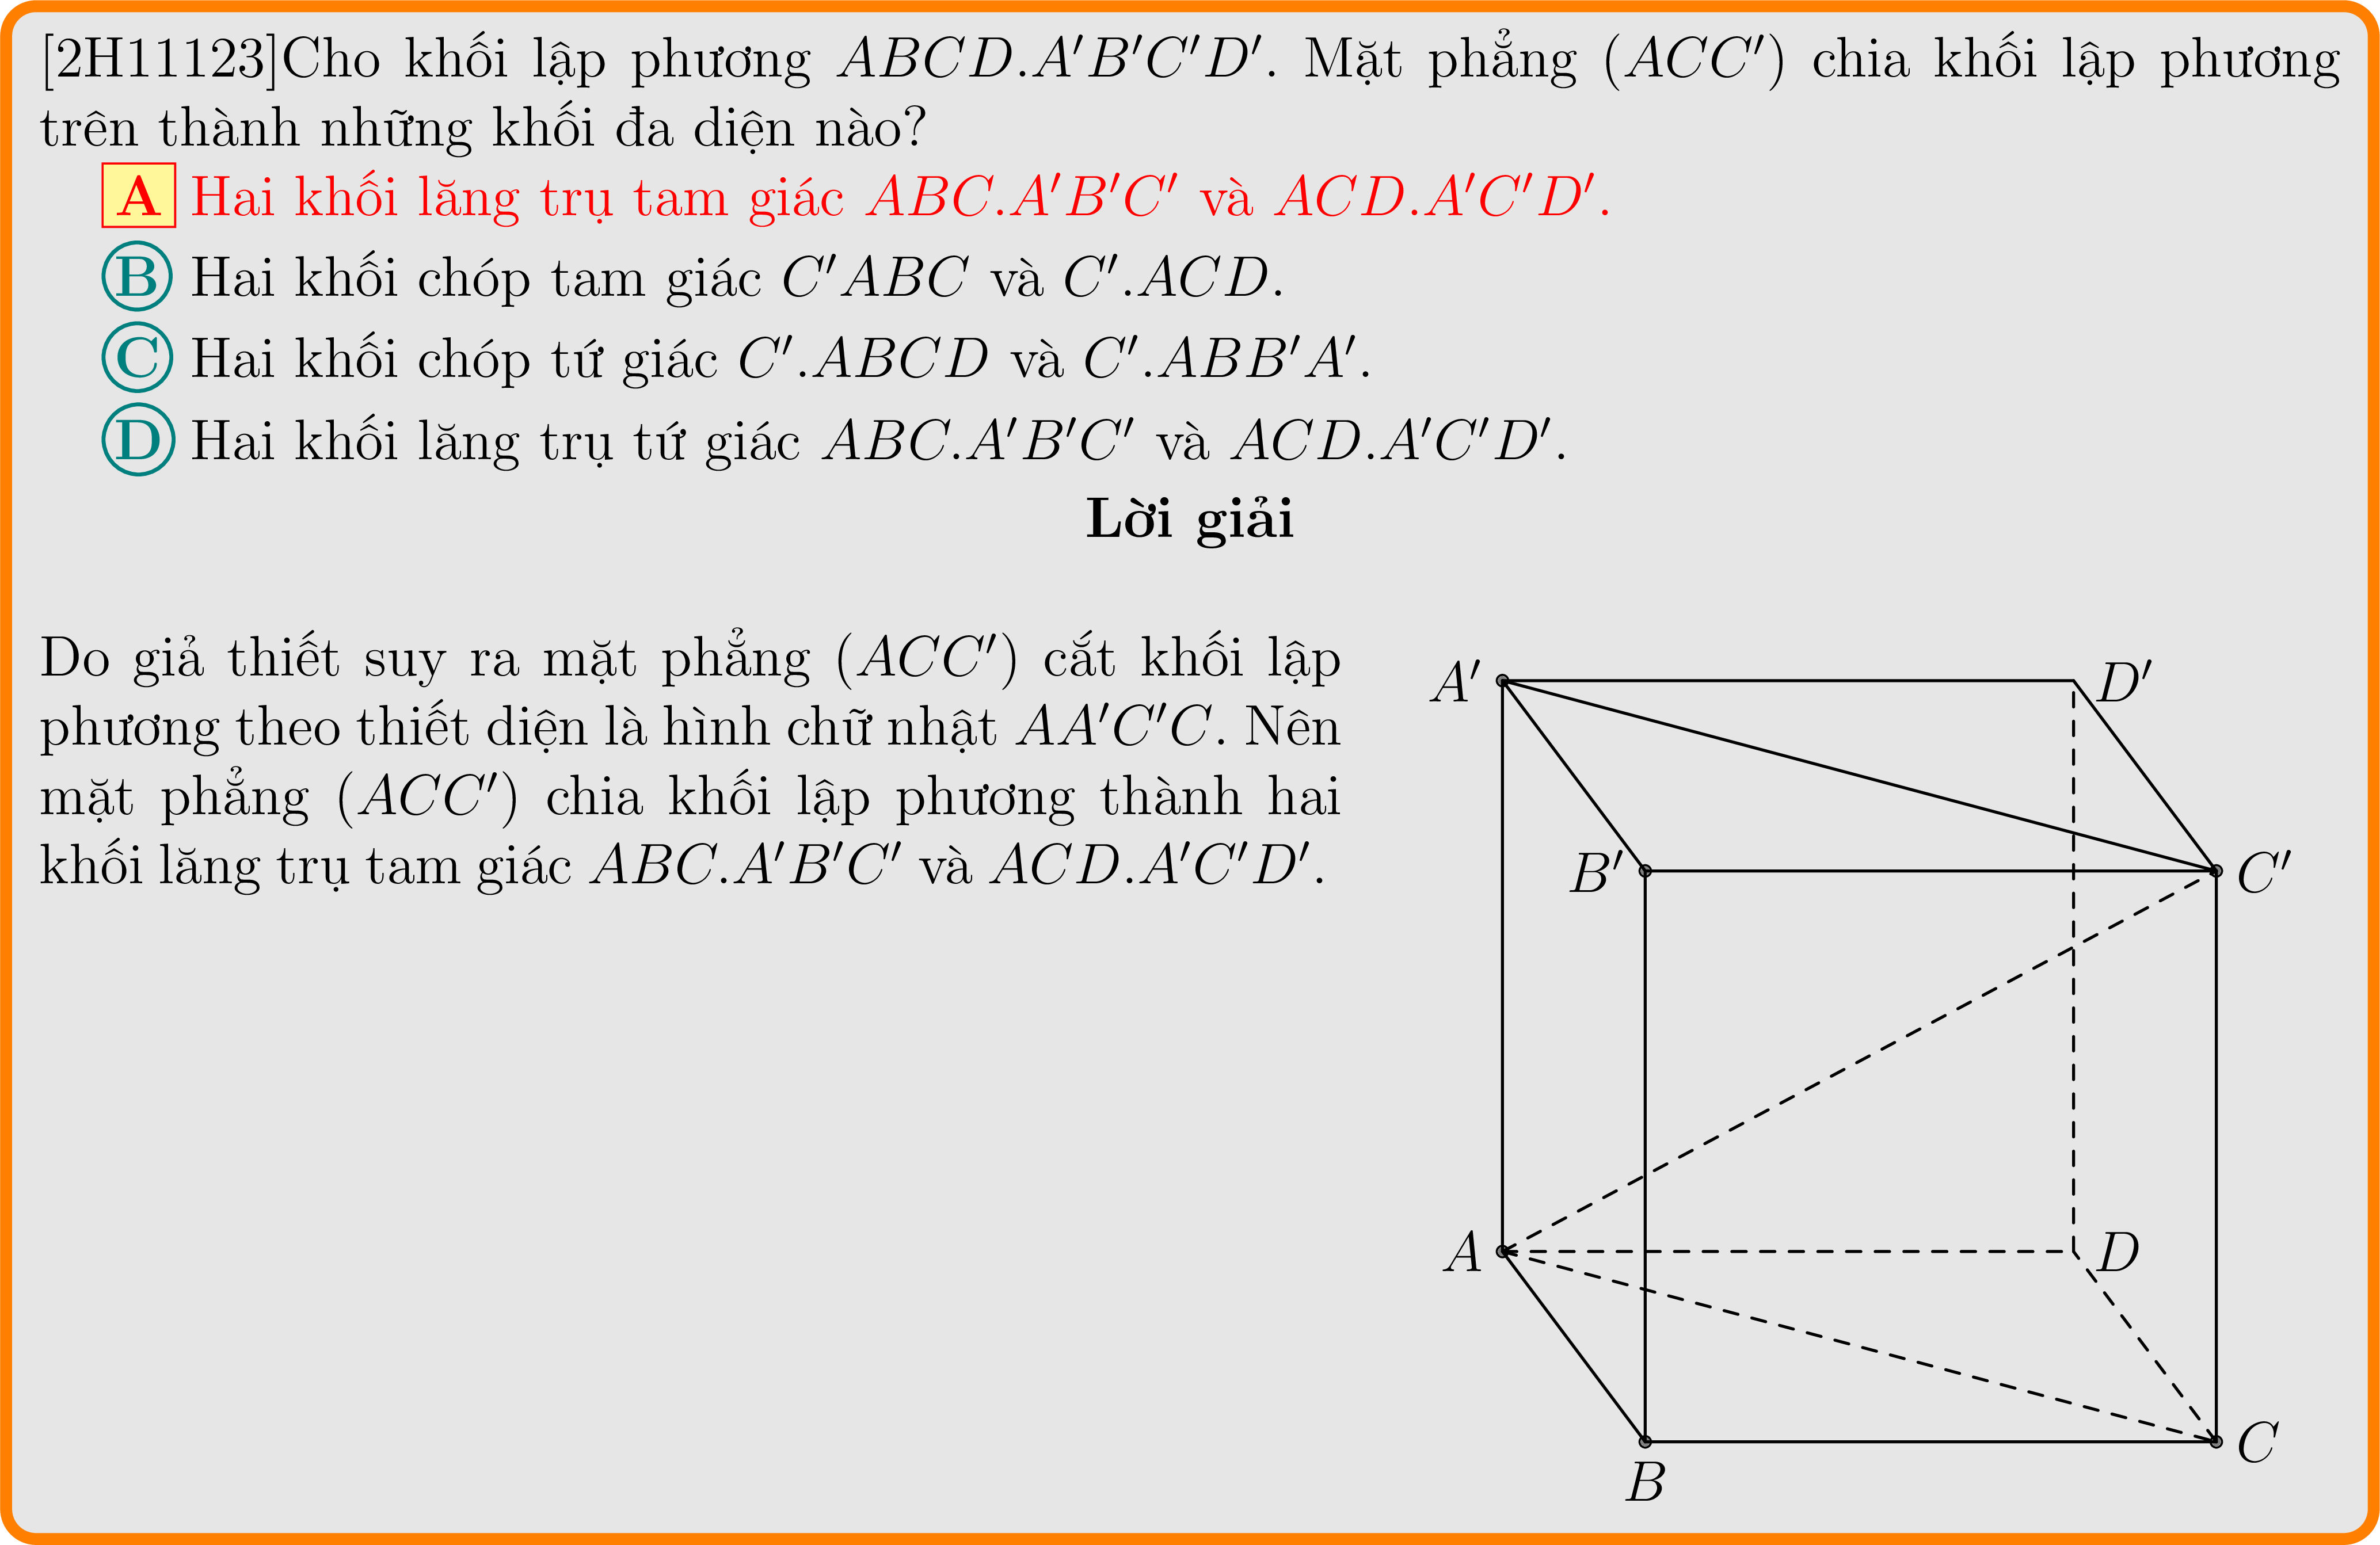 [2H11123]Cho khối lập phương ABCD.A′B′C′D′. Mặt phẳng (ACC′) chia khối lập phương
trên thành những khối đa diện nào?
A Hai khối lăng trụ tam giác ABC.A′B′C′ và ACD.A′C′D′.
B Hai khối chóp tam giác C′ABC và C′.ACD.
C Hai khối chóp tứ giác C′.ABCD và C′.ABB′A′.
D Hai khối lăng trụ tứ giác ABC.A′B′C′ và ACD.A′C′D′.
Lời giải
Do giả thiết suy ra mặt phẳng (ACC′) cắt khối lập
phương theo thiết diện là hình chữ nhật AA′C′C. Nên
mặt phẳng (ACC′) chia khối lập phương thành hai
khối lăng trụ tam giác ABC.A′B′C′ và ACD.A′C′D′.
A′
D′
B′
C′
A
D
C
B